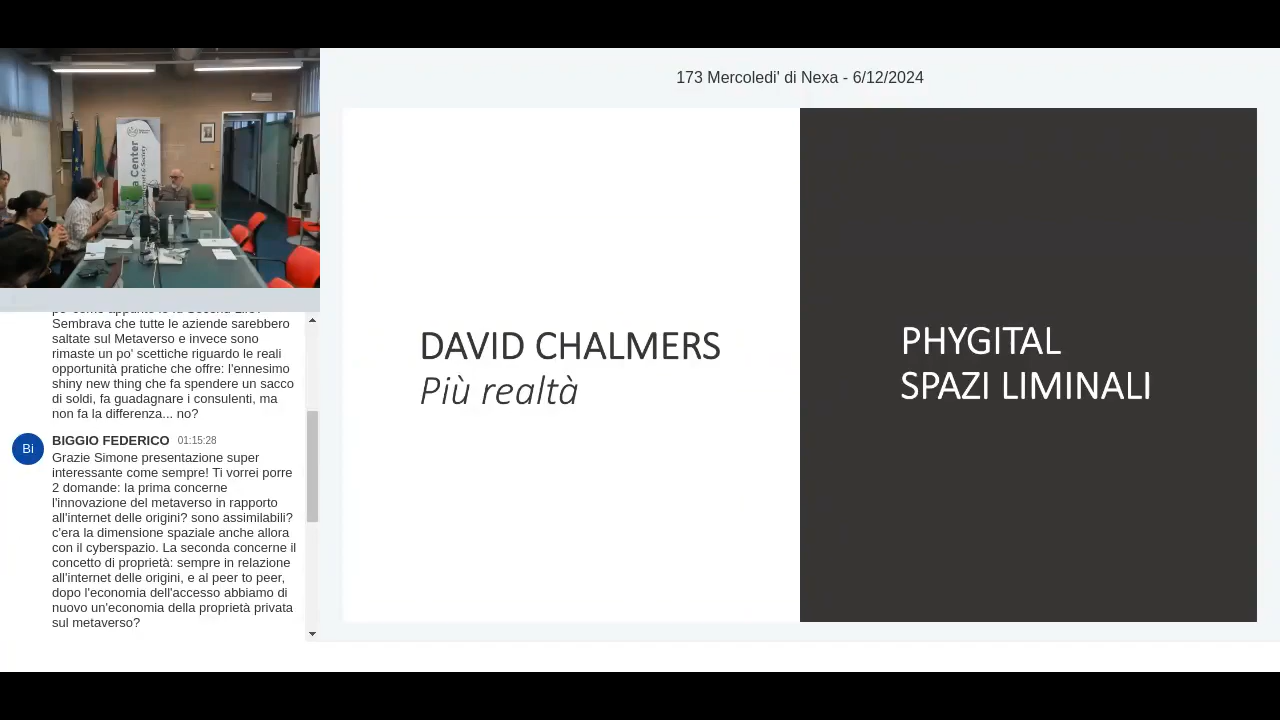 173 Mercoledi' di Nexa - 6/12/2024
a Center
Sembrava che tutte le aziende sarebbero
saltate sul Metaverso e invece sono
rimaste un po' scettiche riguardo le reali
opportunità pratiche che offre: l'ennesimo
shiny new thing che fa spendere un sacco
di soldi, fa guadagnare i consulenti, ma
non fa la differenza... no?
Bi
BIGGIO FEDERICO 01:15:28
Grazie Simone presentazione super
interessante come sempre! Ti vorrei porre
2 domande: la prima concerne
l'innovazione del metaverso in rapporto
all'internet delle origini? sono assimilabili?
c'era la dimensione spaziale anche allora
con il cyberspazio. La seconda concerne il
concetto di proprietà: sempre in relazione
all'internet delle origini, e al peer to peer,
dopo l'economia dell'accesso abbiamo di
nuovo un'economia della proprietà privata
sul metaverso?
DAVID CHALMERS
Più realtà
PHYGITAL
SPAZI LIMINALI